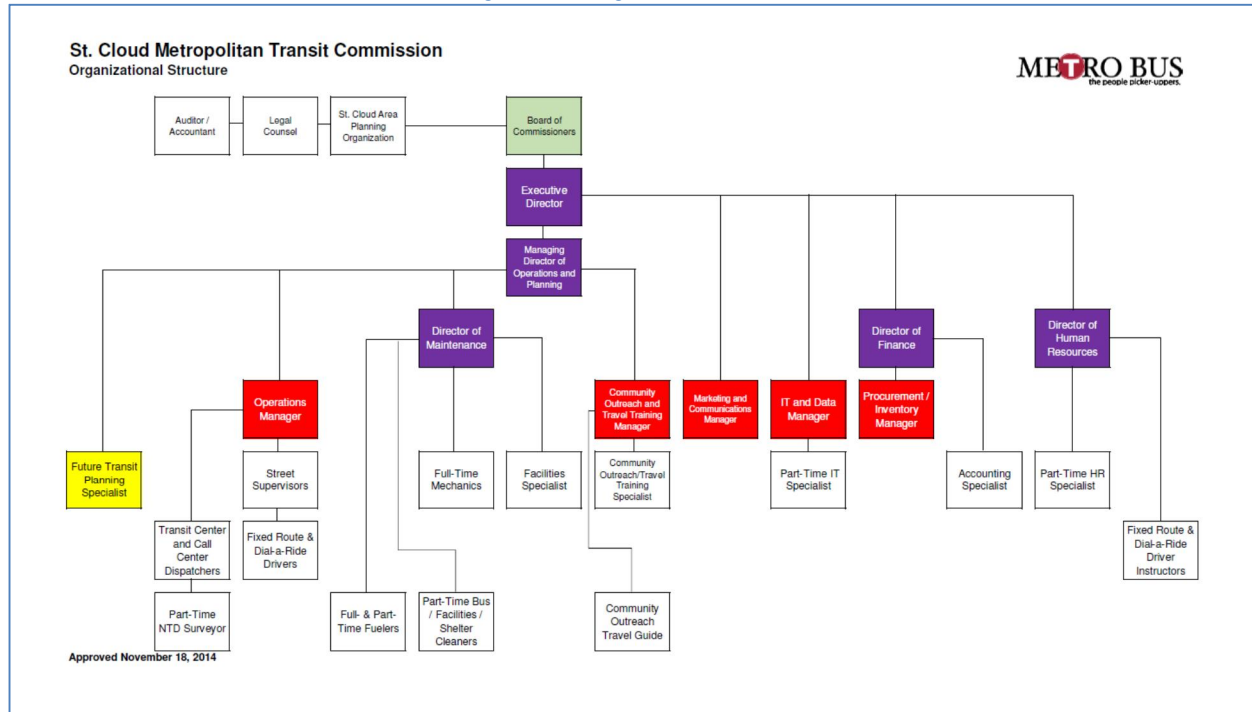 St. Cloud Metropolitan Transit Commission
Organizational Structure
METRO BUS
the people picker-uppers.
Auditor /
Accountant
Legal
Counsel
St. Cloud Area
Planning
Organization
Board of
Commissioners
Executive
Director
Managing
Director of
Operations and
Planning
Director of
Maintenance
Director of
Finance
Director of
Human
Resources
Operations
Manager
Community
Outreach and
Travel Training
Manager
Marketing and
Communications
Manager
IT and Data
Manager
Procurement /
Inventory
Manager
Future Transit
Planning
Specialist
Street
Supervisors
Full-Time
Mechanics
Facilities
Specialist
Community
Outreach/Travel
Training
Specialist
Part-Time IT
Specialist
Accounting
Specialist
Part-Time HR
Specialist
Transit Center
and Call
Center
Dispatchers
Fixed Route &
Dial-a-Ride
Drivers
Fixed Route &
Dial-a-Ride
Driver
Instructors
Part-Time
NTD Surveyor
Full- & Part-
Time Fuelers
Part-Time Bus
/ Facilities /
Shelter
Cleaners
Community
Outreach
Travel Guide
Approved November 18, 2014